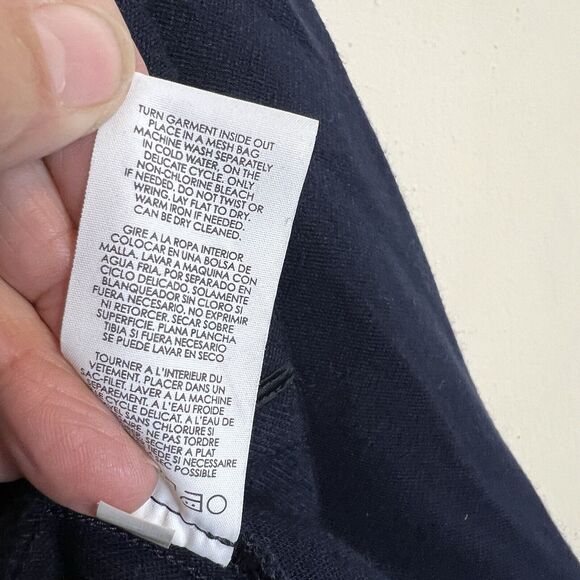 TURN GARMENT INSIDE OUT
PLACE IN A MESH BAG
MACHINE WASH SEPARATELY
IN COLD WATER, ON THE
DELICATE CYCLE. ONLY
NON-CHLORINE BLEACH
IF NEEDED. DO NOT TWIST OR
WRING. LAY FLAT TO DRY.
WARM IRON IF NEEDED.
CAN BE DRY CLEANED.
GIRE A LA ROPA INTERIOR
COLOCAR EN UNA BOLSA DE
MALLA. LAVAR A MAQUINA CON
AGUA FRIA, POR SEPARADO EN
CICLO DELICADO. SOLAMENTE
BLANQUEADOR SIN CLORO SI
FUERA NECESARIO. NO EXPRIMIR
NI RETORCER. SECAR SOBRE
SUPERFICIE. PLANA PLANCHA
TIBIA SI FUERA NECESARIO
SE PUEDE LAVAR EN SECO
TOURNER A L'INTERIEUR DU
VETEMENT. PLACER DANS UN
SAC-FILET. LAVER A LA MACHINE
SEPAREMENT. A L'EAU FROIDE
CYCLE DELICAT. A L'EAU DE
SANS CHLORURE SI
NE PAS TORDRE
SECHER A PLAT
DE SI NECESSAIRE
SEC POSSIBLE